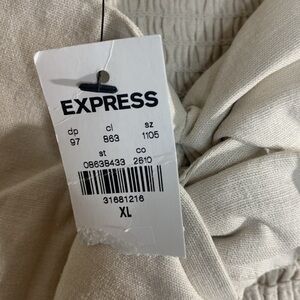 EXPRESS
dp cl sz
97 863 1105
st co
08638433 2810
31681216
XL